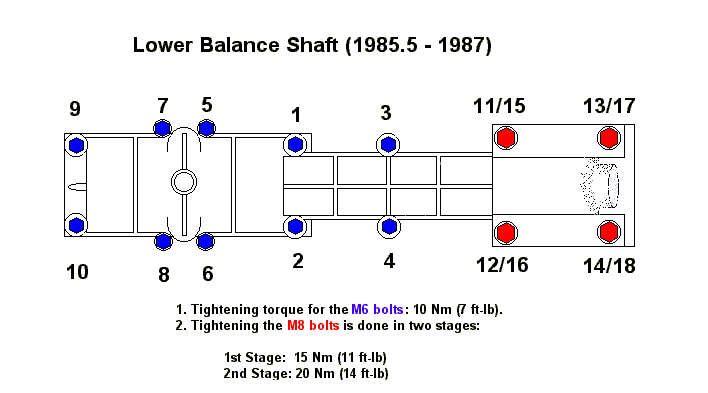 Lower Balance Shaft (1985.5 - 1987)
9 7 5 1 3 11/15 13/17
10 8 6 2 4 12/16 14/18
1. Tightening torque for the M6 bolts: 10 Nm (7 ft-lb).
2. Tightening the M8 bolts is done in two stages:
1st Stage: 15 Nm (11 ft-lb)
2nd Stage: 20 Nm (14 ft-lb)